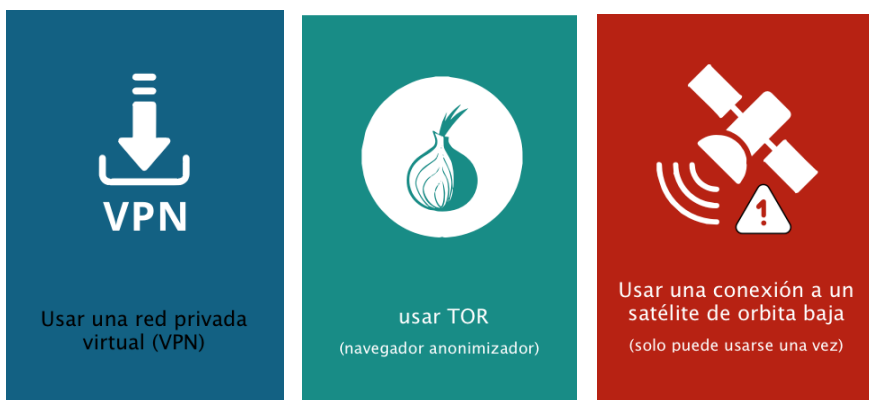 VPN
Usar una red privada
virtual (VPN)
usar TOR
(navegador anonimizador)
1
Usar una conexión a un
satélite de orbita baja
(solo puede usarse una vez)